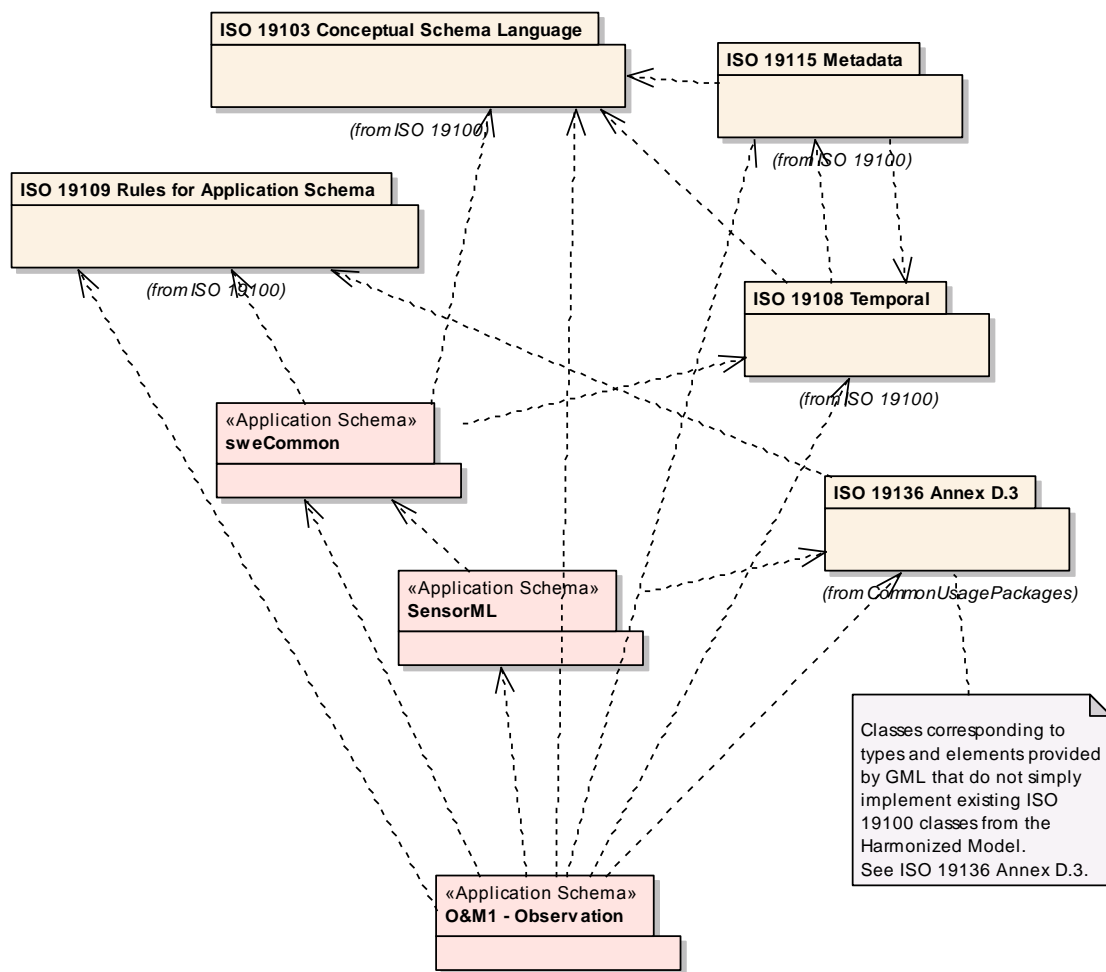 ISO 19103 Conceptual Schema Language
ISO 19115 Metadata
(from ISO 19100)
(from ISO 19100)
ISO 19109 Rules for Application Schema
(from ISO 19100)
ISO 19108 Temporal
(from ISO 19100)
«Application Schema»
sweCommon
ISO 19136 Annex D.3
(from CommonUsagePackages)
«Application Schema»
SensorML
Classes corresponding to
types and elements provided
by GML that do not simply
implement existing ISO
19100 classes from the
Harmonized Model.
See ISO 19136 Annex D.3.
«Application Schema»
O&M1 - Observation